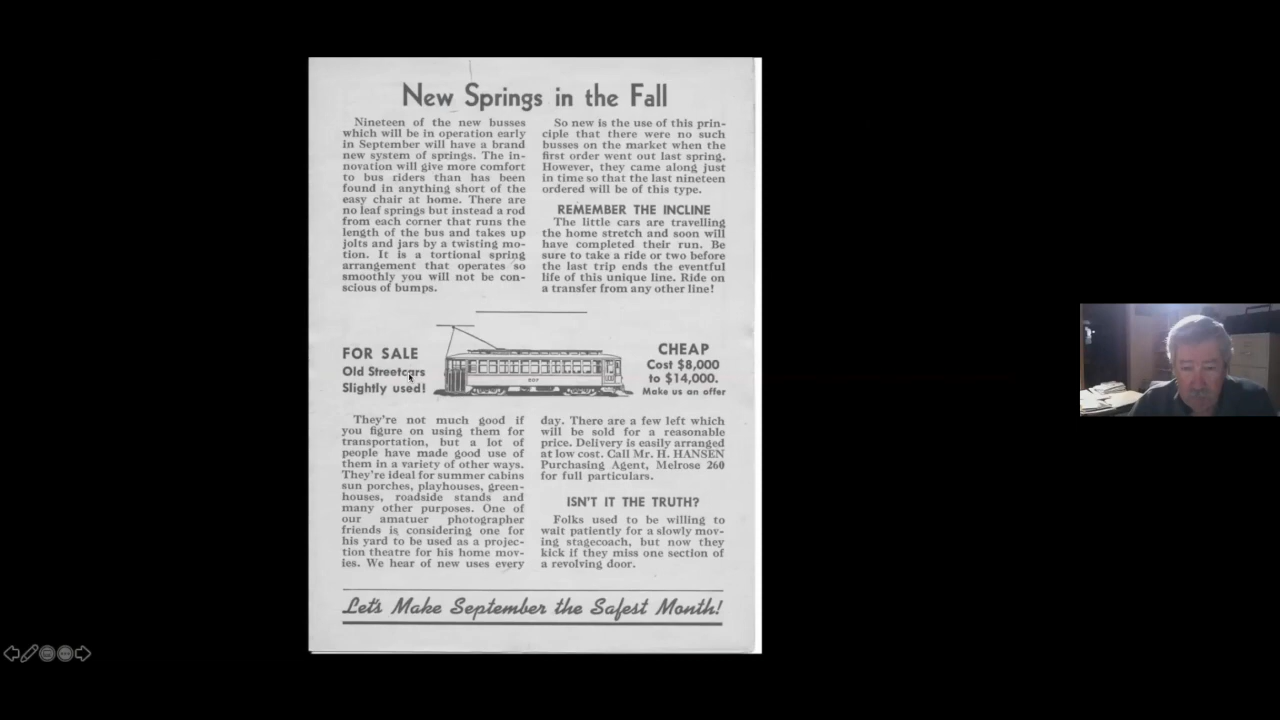 New Springs in the Fall
Nineteen of the new busses
which will be in operation early
in September will have a brand
new system of springs. The in-
novation will give more comfort
to bus riders than has been
found in anything short of the
easy chair at home. There are
no leaf springs but instead a rod
from each corner that runs the
length of the bus and takes up
jolts and jars by a twisting mo-
tion. It is a tortional spring
arrangement that operates so
smoothly you will not be con-
scious of bumps.
So new is the use of this prin-
ciple that there were no such
busses on the market when the
first order went out last spring.
However, they came along just
in time so that the last nineteen
ordered will be of this type.
REMEMBER THE INCLINE
The little cars are travelling
the home stretch and soon will
have completed their run. Be
sure to take a ride or two before
the last trip ends the eventful
life of this unique line. Ride on
a transfer from any other line!
FOR SALE
Old Streetcars
Slightly used!
CHEAP
Cost $8,000
to $14,000.
Make us an offer
They're not much good if
you figure on using them for
transportation, but a lot of
people have made good use of
them in a variety of other ways.
They're ideal for summer cabins
sun porches, playhouses, green-
houses, roadside stands and
many other purposes. One of
our amatuer photographer
friends is considering one for
his yard to be used as a projec-
tion theatre for his home mov-
ies. We hear of new uses every
day. There are a few left which
will be sold for a reasonable
price. Delivery is easily arranged
at low cost. Call Mr. H. HANSEN
Purchasing Agent, Melrose 260
for full particulars.
ISN'T IT THE TRUTH?
Folks used to be willing to
wait patiently for a slowly mov-
ing stagecoach, but now they
kick if they miss one section of
a revolving door.
Let's Make September the Safest Month!